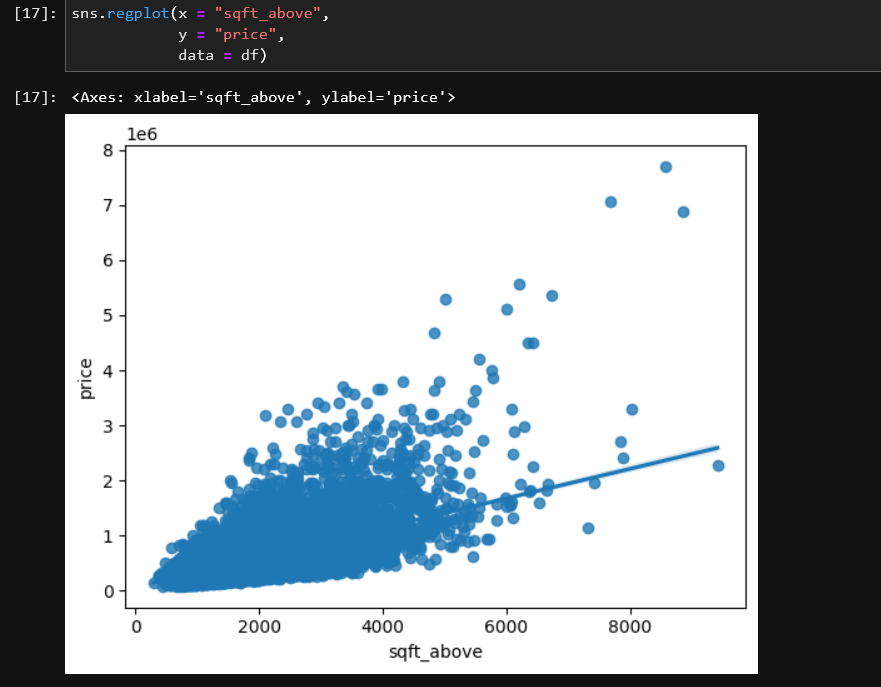 [17]: sns.regplot(x = "sqft_above",
y = "price",
data = df)
[17]: <Axes: xlabel='sqft_above', ylabel='price'>
1e6
8
7
6
5
4
3
2
1
0
price
0 2000 4000 6000 8000
sqft_above